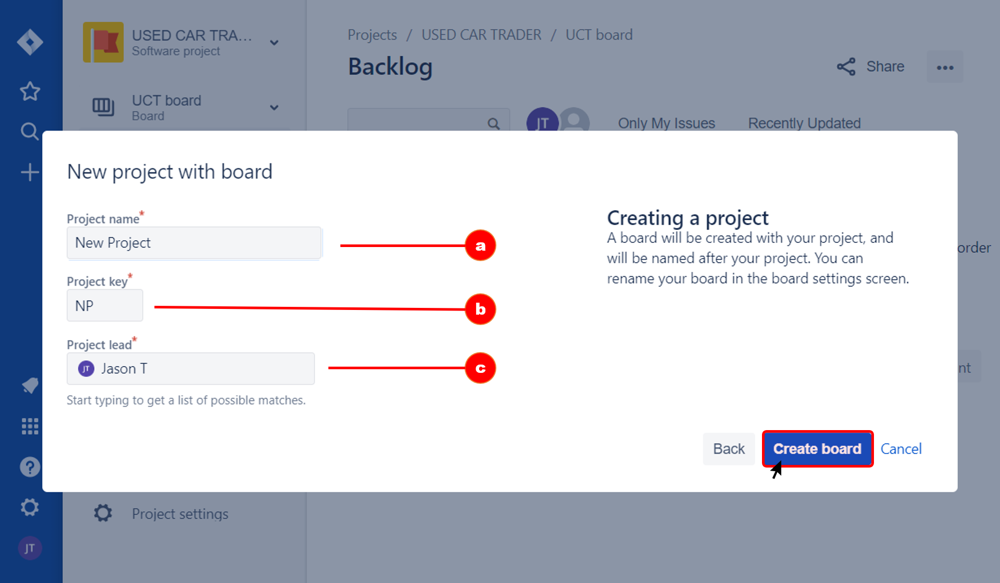 USED CAR TRA...
Software project
UCT board
Board
Projects / USED CAR TRADER / UCT board
Backlog
Share
JT
Only My Issues
Recently Updated
New project with board
Project name*
New Project
a
Project key*
NP
b
Project lead*
JT Jason T
c
Start typing to get a list of possible matches.
Creating a project
A board will be created with your project, and
will be named after your project. You can
rename your board in the board settings screen.
order
nt
Back
Create board
Cancel
?
Project settings
JT